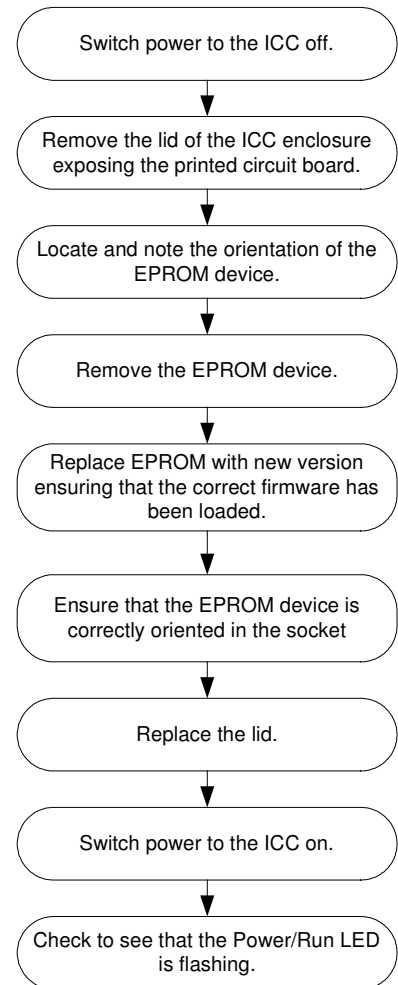 Switch power to the ICC off.
Remove the lid of the ICC enclosure
exposing the printed circuit board.
Locate and note the orientation of the
EPROM device.
Remove the EPROM device.
Replace EPROM with new version
ensuring that the correct firmware has
been loaded.
Ensure that the EPROM device is
correctly oriented in the socket
Replace the lid.
Switch power to the ICC on.
Check to see that the Power/Run LED
is flashing.